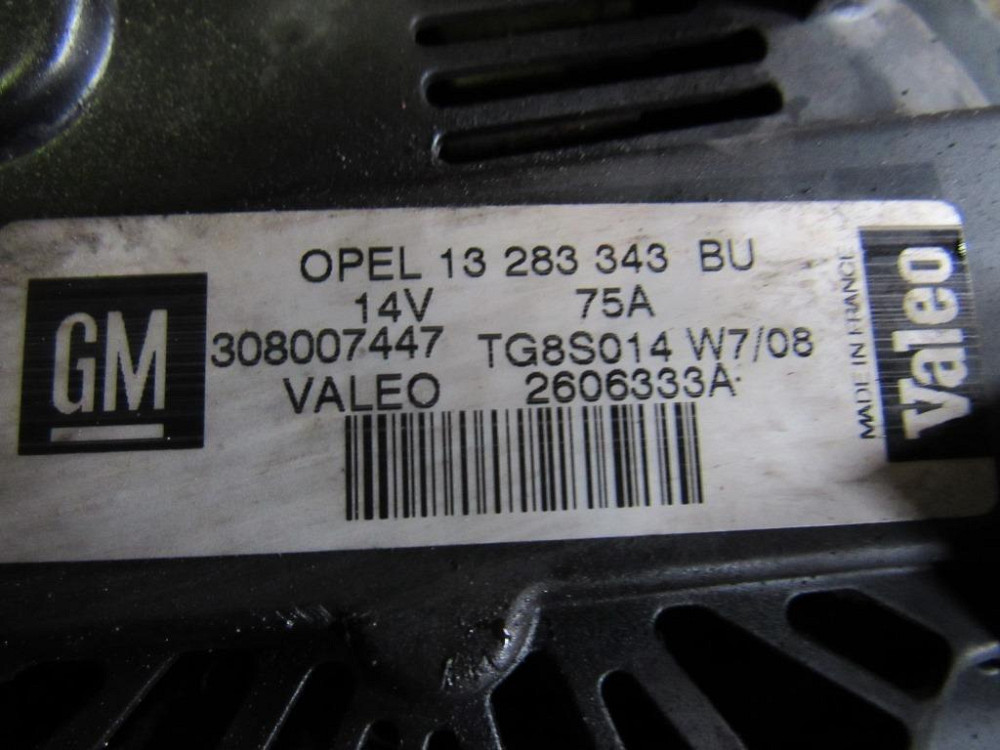 GM
OPEL 13 283 343 BU
14V 75A
308007447 TG8S014 W7/08
VALEO 2606333A
MADE IN FRANCE
Valeo